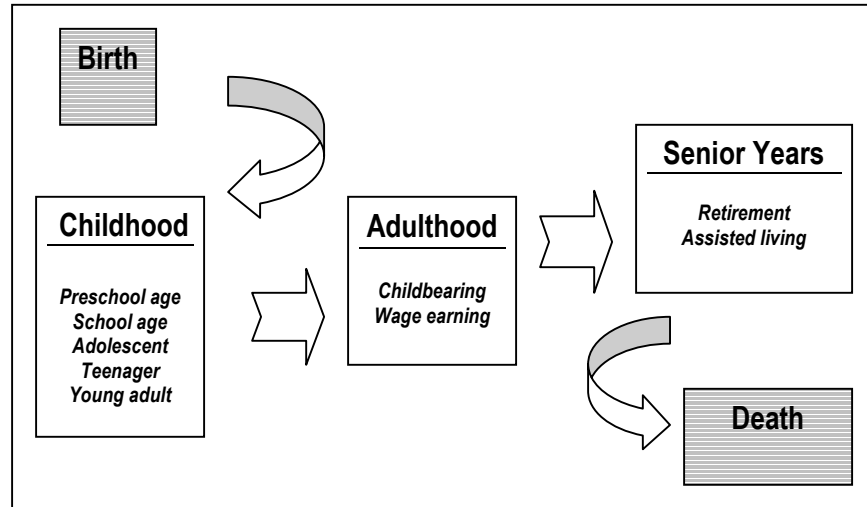 Birth
Childhood
Preschool age
School age
Adolescent
Teenager
Young adult
Adulthood
Childbearing
Wage earning
Senior Years
Retirement
Assisted living
Death